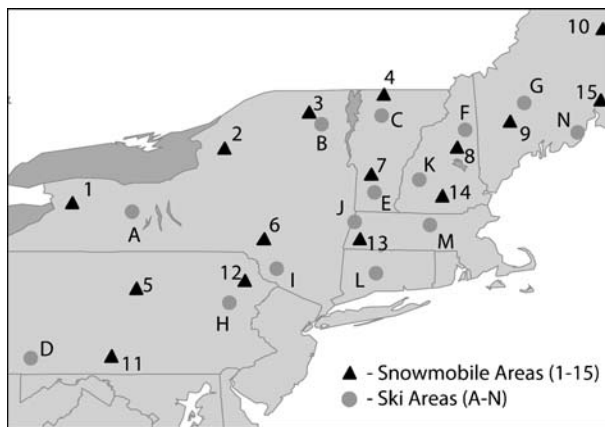 10
4
3
G
15
F
C
B
N
2
9
8
K
7
1
14
E
J
A
6
13
M
12
I
L
5
H
D
11
- Snowmobile Areas (1-15)
- Ski Areas (A-N)